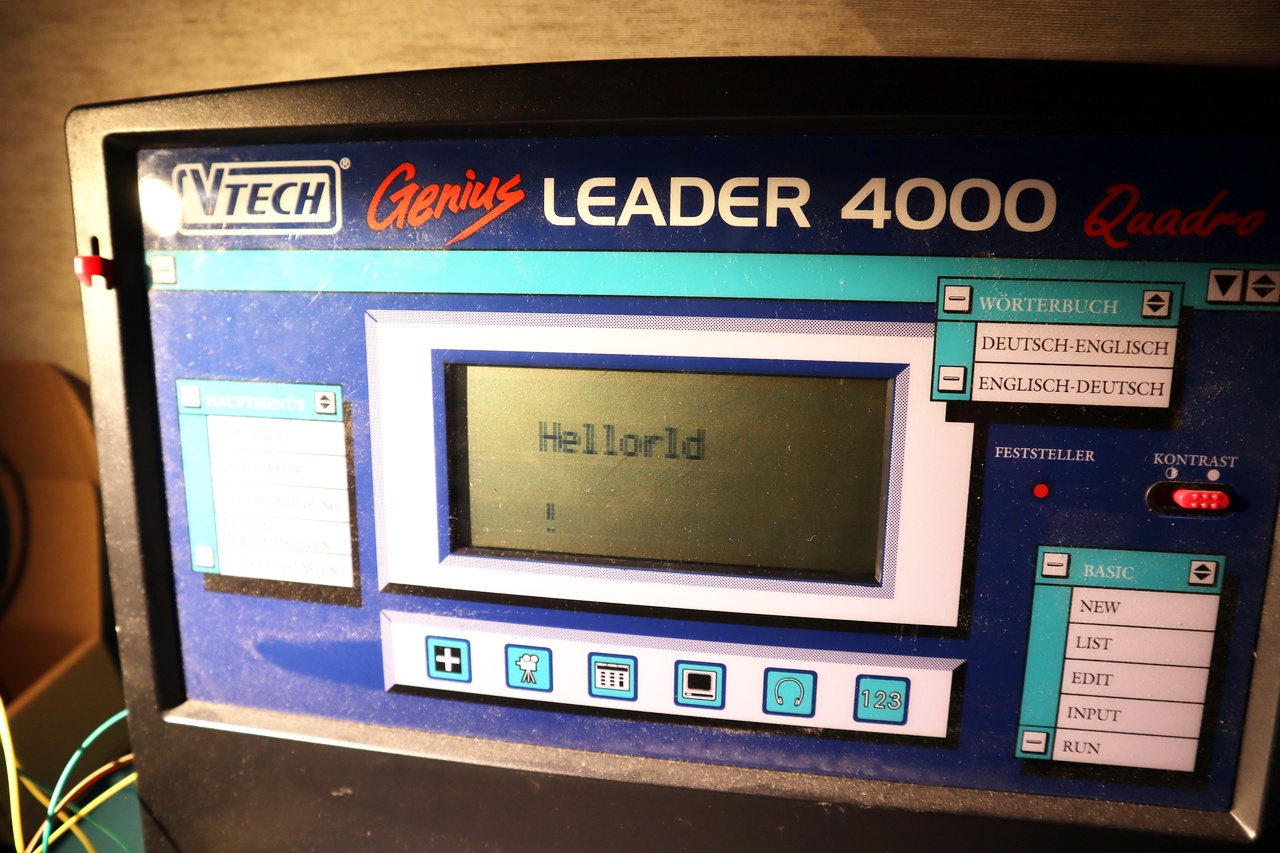 VTECH®
Genius LEADER 4000 Quadro
WÖRTERBUCH
DEUTSCH-ENGLISCH
ENGLISCH-DEUTSCH
HAUPTMENÜS
Hellorld
!
FESTSTELLER
KONTRAST
BASIC
NEW
LIST
EDIT
INPUT
RUN
123